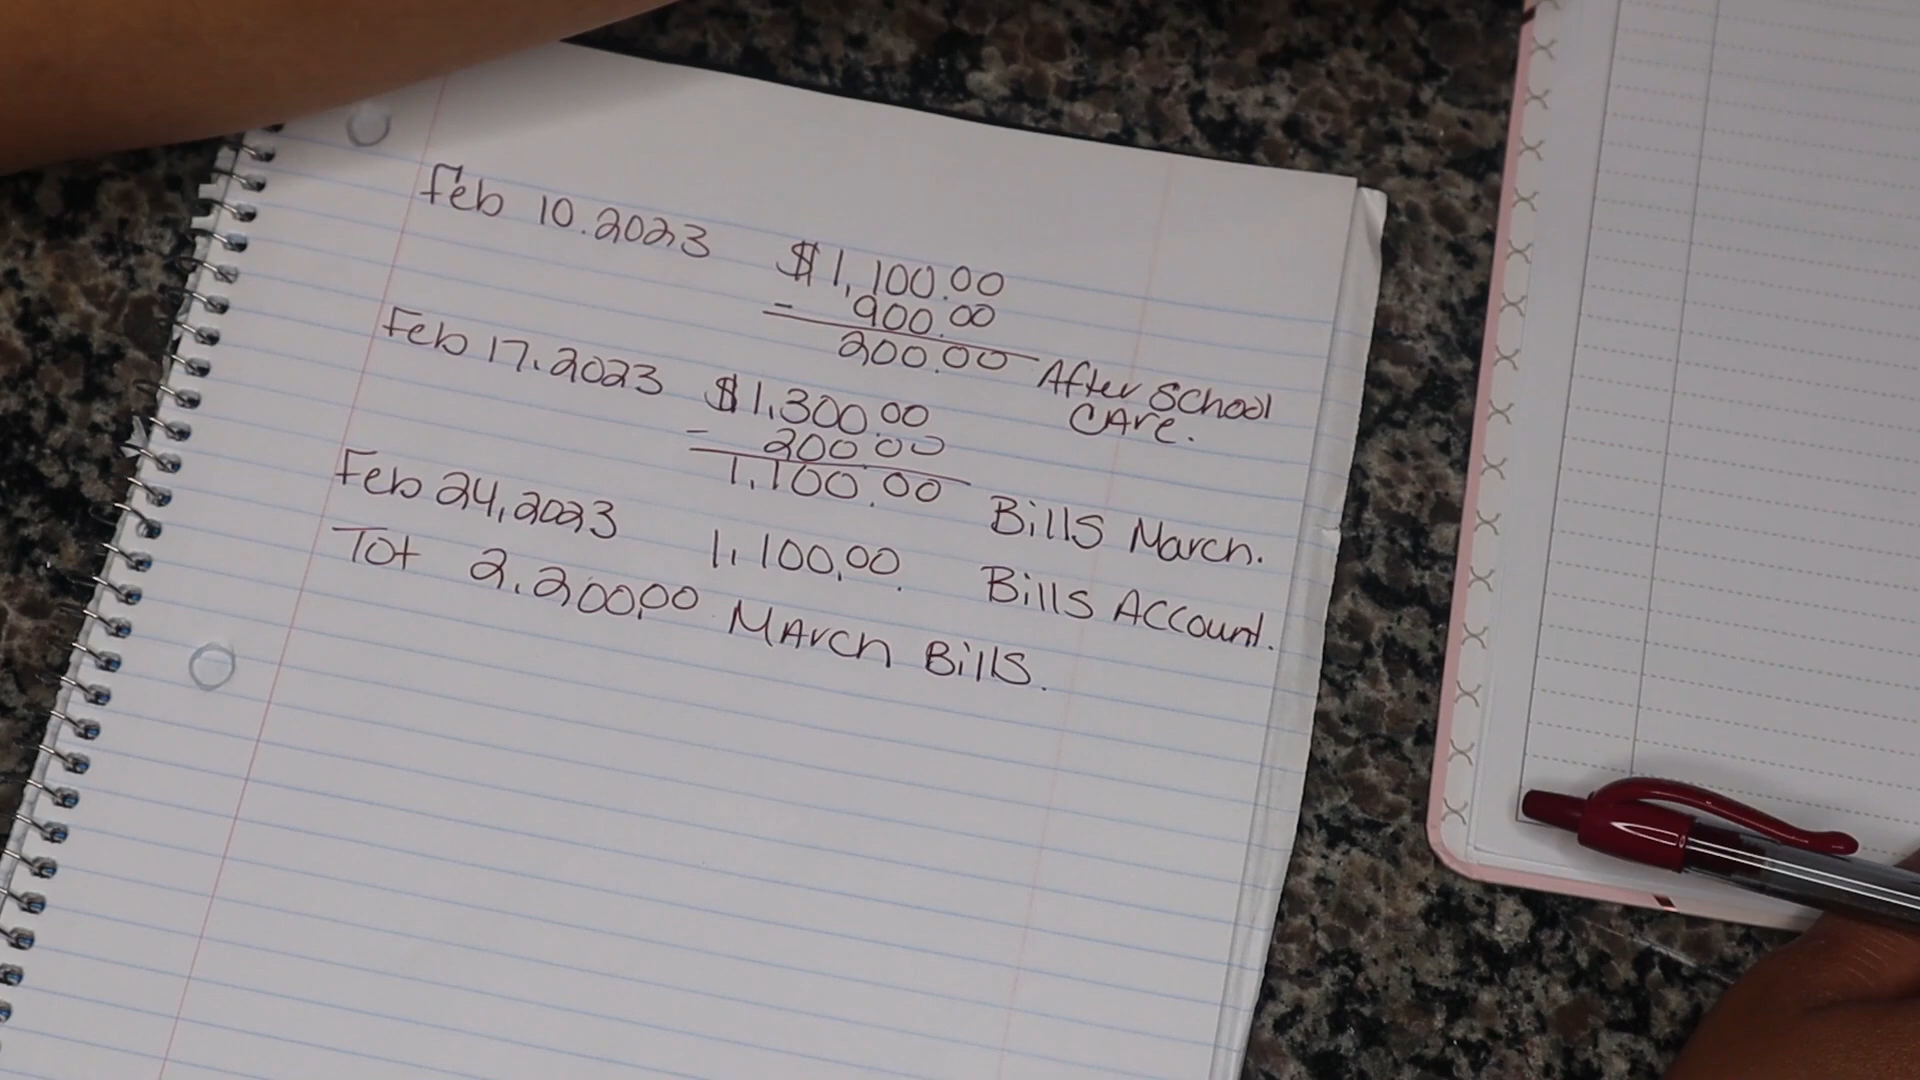 Feb 10.2023 $1,100.00
- 900.00
200.00 After School
Care.
Feb 17.2023 $1,300.00
- 200.00
1,100.00 Bills March.
Feb 24,2023 1,100.00. Bills Account.
Tot 2,200.00 March Bills.